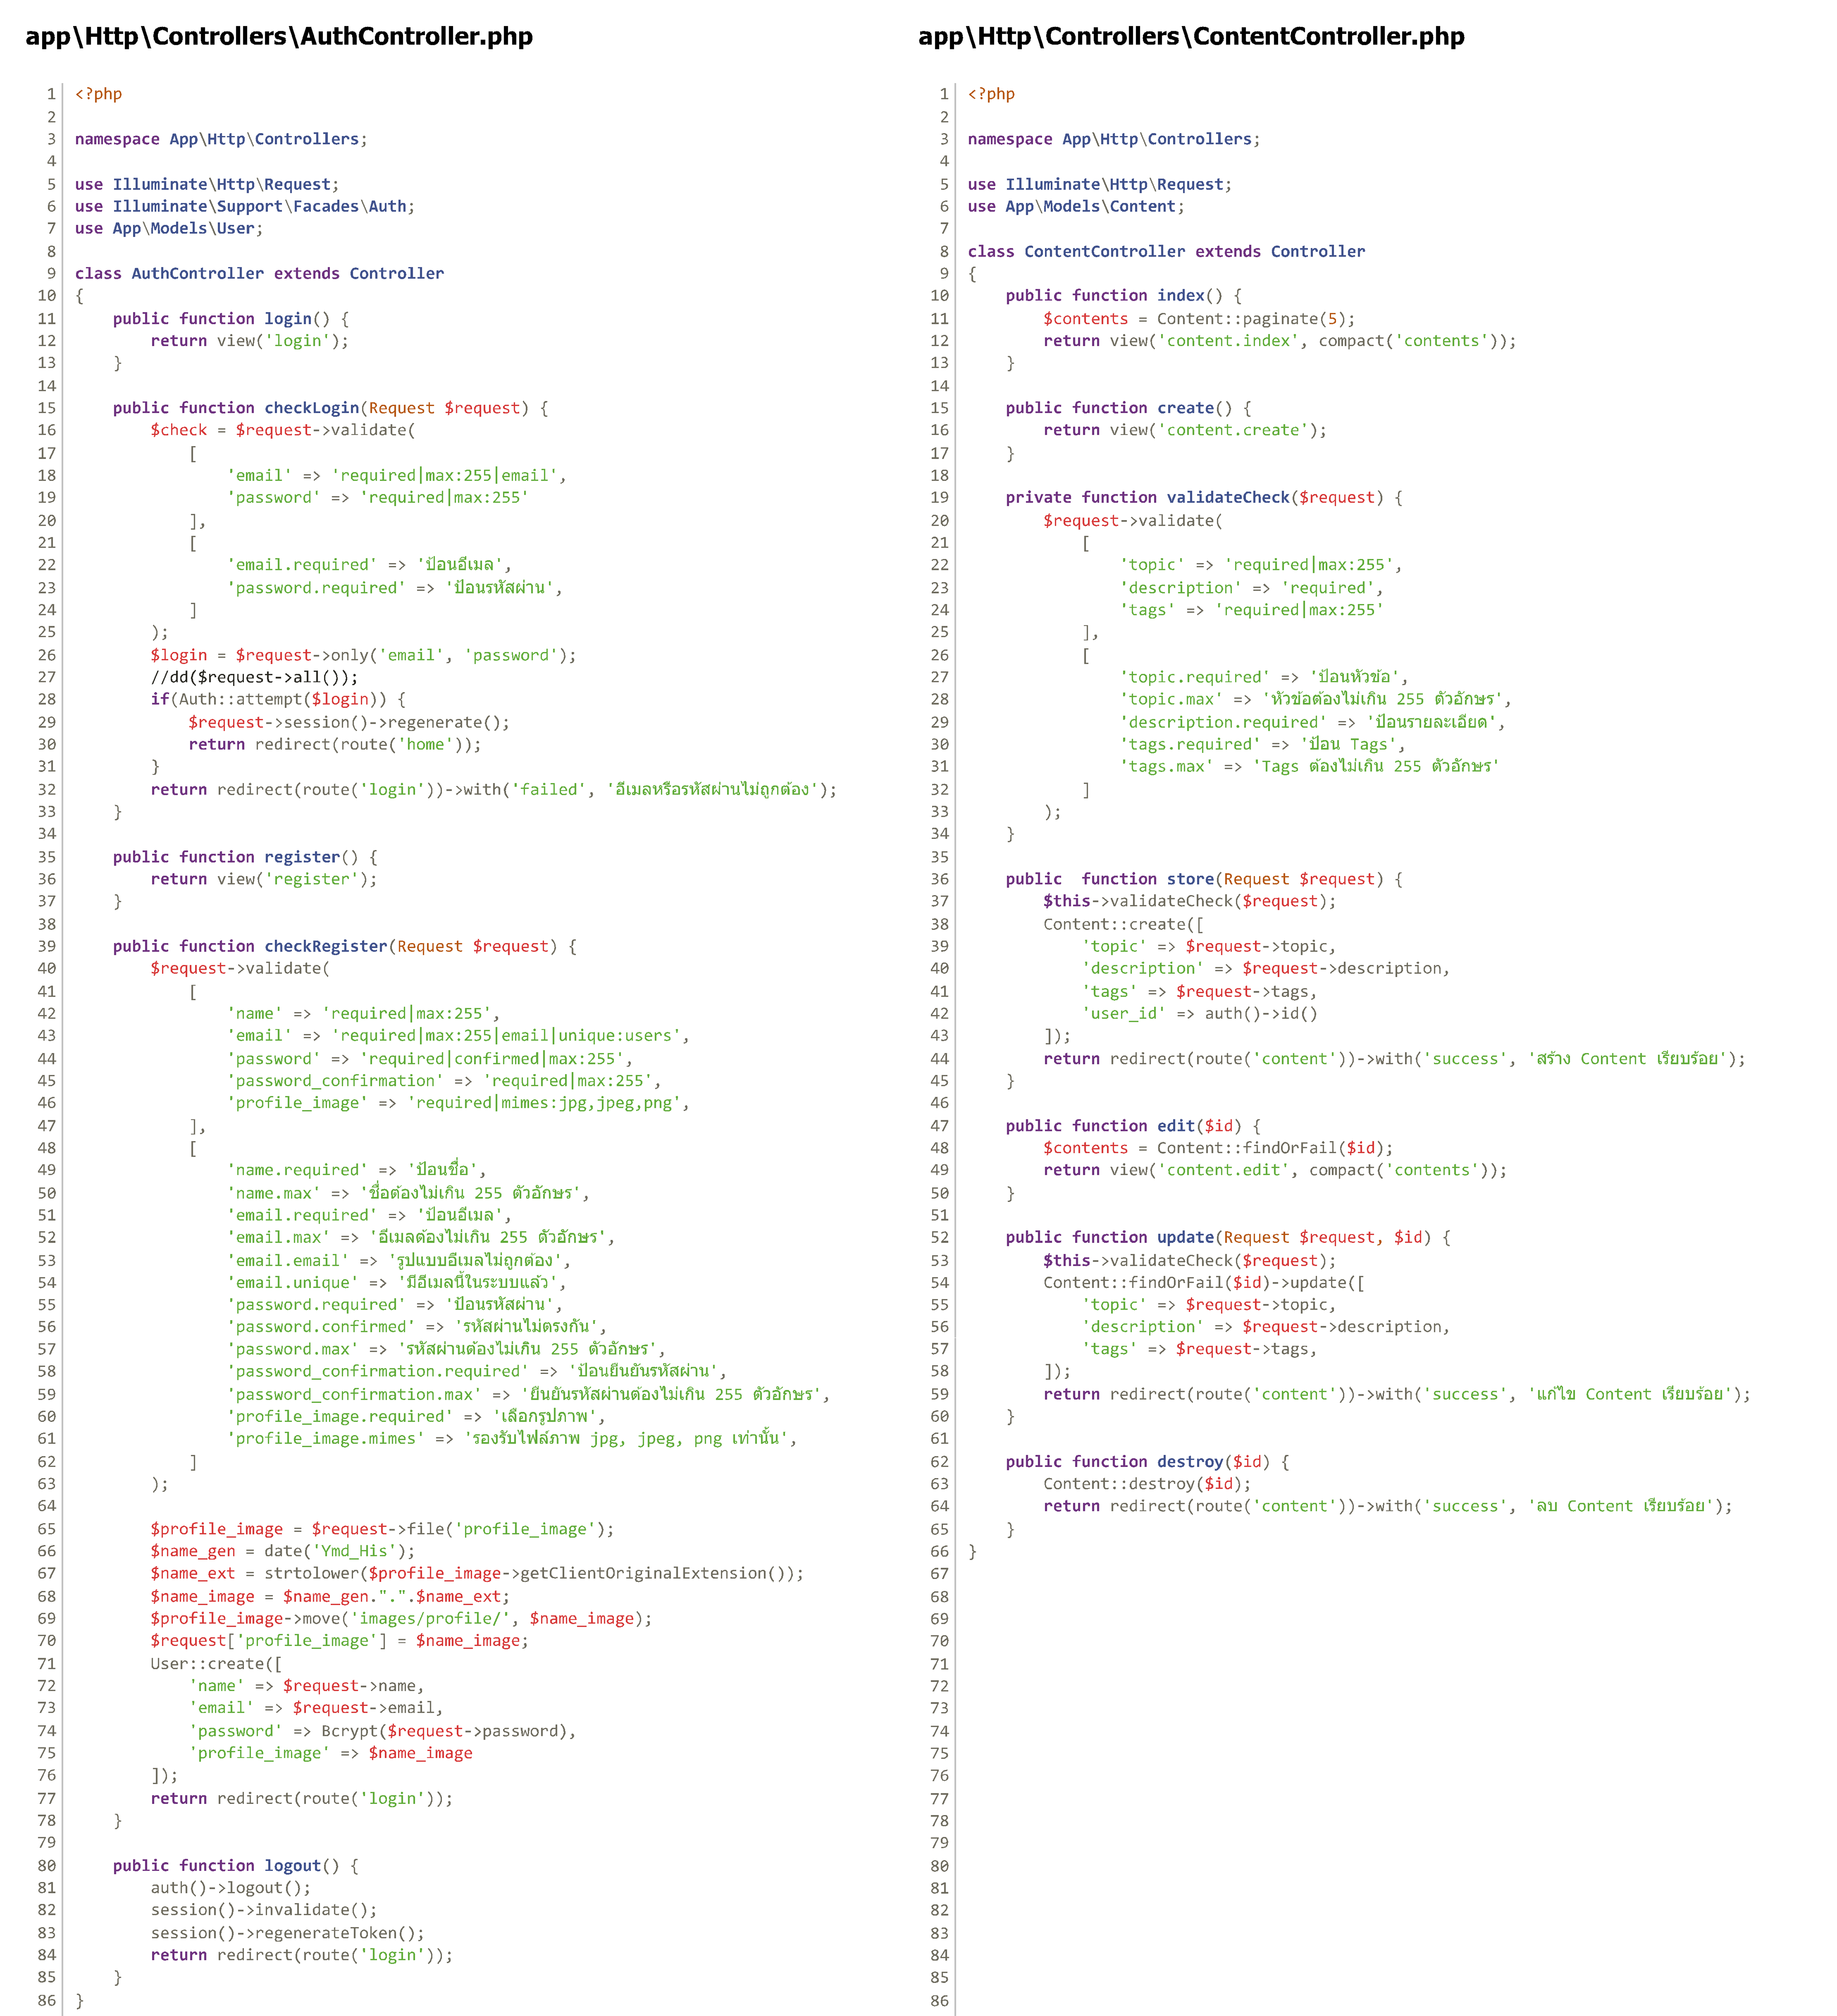 app\Http\Controllers\AuthController.php
1 <?php
2
3 namespace App\Http\Controllers;
4
5 use Illuminate\Http\Request;
6 use Illuminate\Support\Facades\Auth;
7 use App\Models\User;
8
9 class AuthController extends Controller
10 {
11     public function login() {
12         return view('login');
13     }
14
15     public function checkLogin(Request $request) {
16         $check = $request->validate(
17             [
18                 'email' => 'required|max:255|email',
19                 'password' => 'required|max:255'
20             ],
21             [
22                 'email.required' => 'ป้อนอีเมล',
23                 'password.required' => 'ป้อนรหัสผ่าน',
24             ]
25         );
26         $login = $request->only('email', 'password');
27         //dd($request->all());
28         if(Auth::attempt($login)) {
29             $request->session()->regenerate();
30             return redirect(route('home'));
31         }
32         return redirect(route('login'))->with('failed', 'อีเมลหรือรหัสผ่านไม่ถูกต้อง');
33     }
34
35     public function register() {
36         return view('register');
37     }
38
39     public function checkRegister(Request $request) {
40         $request->validate(
41             [
42                 'name' => 'required|max:255',
43                 'email' => 'required|max:255|email|unique:users',
44                 'password' => 'required|confirmed|max:255',
45                 'password_confirmation' => 'required|max:255',
46                 'profile_image' => 'required|mimes:jpg,jpeg,png',
47             ],
48             [
49                 'name.required' => 'ป้อนชื่อ',
50                 'name.max' => 'ชื่อต้องไม่เกิน 255 ตัวอักษร',
51                 'email.required' => 'ป้อนอีเมล',
52                 'email.max' => 'อีเมลต้องไม่เกิน 255 ตัวอักษร',
53                 'email.email' => 'รูปแบบอีเมลไม่ถูกต้อง',
54                 'email.unique' => 'มีอีเมลนี้ในระบบแล้ว',
55                 'password.required' => 'ป้อนรหัสผ่าน',
56                 'password.confirmed' => 'รหัสผ่านไม่ตรงกัน',
57                 'password.max' => 'รหัสผ่านต้องไม่เกิน 255 ตัวอักษร',
58                 'password_confirmation.required' => 'ป้อนยืนยันรหัสผ่าน',
59                 'password_confirmation.max' => 'ยืนยันรหัสผ่านต้องไม่เกิน 255 ตัวอักษร',
60                 'profile_image.required' => 'เลือกรูปภาพ',
61                 'profile_image.mimes' => 'รองรับไฟล์ภาพ jpg, jpeg, png เท่านั้น',
62             ]
63         );
64
65         $profile_image = $request->file('profile_image');
66         $name_gen = date('Ymd_His');
67         $name_ext = strtolower($profile_image->getClientOriginalExtension());
68         $name_image = $name_gen.".".$name_ext;
69         $profile_image->move('images/profile/', $name_image);
70         $request['profile_image'] = $name_image;
71         User::create([
72             'name' => $request->name,
73             'email' => $request->email,
74             'password' => Bcrypt($request->password),
75             'profile_image' => $name_image
76         ]);
77         return redirect(route('login'));
78     }
79
80     public function logout() {
81         auth()->logout();
82         session()->invalidate();
83         session()->regenerateToken();
84         return redirect(route('login'));
85     }
86 }
app\Http\Controllers\ContentController.php
1 <?php
2
3 namespace App\Http\Controllers;
4
5 use Illuminate\Http\Request;
6 use App\Models\Content;
7
8 class ContentController extends Controller
9 {
10     public function index() {
11         $contents = Content::paginate(5);
12         return view('content.index', compact('contents'));
13     }
14
15     public function create() {
16         return view('content.create');
17     }
18
19     private function validateCheck($request) {
20         $request->validate(
21             [
22                 'topic' => 'required|max:255',
23                 'description' => 'required',
24                 'tags' => 'required|max:255'
25             ],
26             [
27                 'topic.required' => 'ป้อนหัวข้อ',
28                 'topic.max' => 'หัวข้อต้องไม่เกิน 255 ตัวอักษร',
29                 'description.required' => 'ป้อนรายละเอียด',
30                 'tags.required' => 'ป้อน Tags',
31                 'tags.max' => 'Tags ต้องไม่เกิน 255 ตัวอักษร'
32             ]
33         );
34     }
35
36     public  function store(Request $request) {
37         $this->validateCheck($request);
38         Content::create([
39             'topic' => $request->topic,
40             'description' => $request->description,
41             'tags' => $request->tags,
42             'user_id' => auth()->id()
43         ]);
44         return redirect(route('content'))->with('success', 'สร้าง Content เรียบร้อย');
45     }
46
47     public function edit($id) {
48         $contents = Content::findOrFail($id);
49         return view('content.edit', compact('contents'));
50     }
51
52     public function update(Request $request, $id) {
53         $this->validateCheck($request);
54         Content::findOrFail($id)->update([
55             'topic' => $request->topic,
56             'description' => $request->description,
57             'tags' => $request->tags,
58         ]);
59         return redirect(route('content'))->with('success', 'แก้ไข Content เรียบร้อย');
60     }
61
62     public function destroy($id) {
63         Content::destroy($id);
64         return redirect(route('content'))->with('success', 'ลบ Content เรียบร้อย');
65     }
66 }
67
68
69
70
71
72
73
74
75
76
77
78
79
80
81
82
83
84
85
86